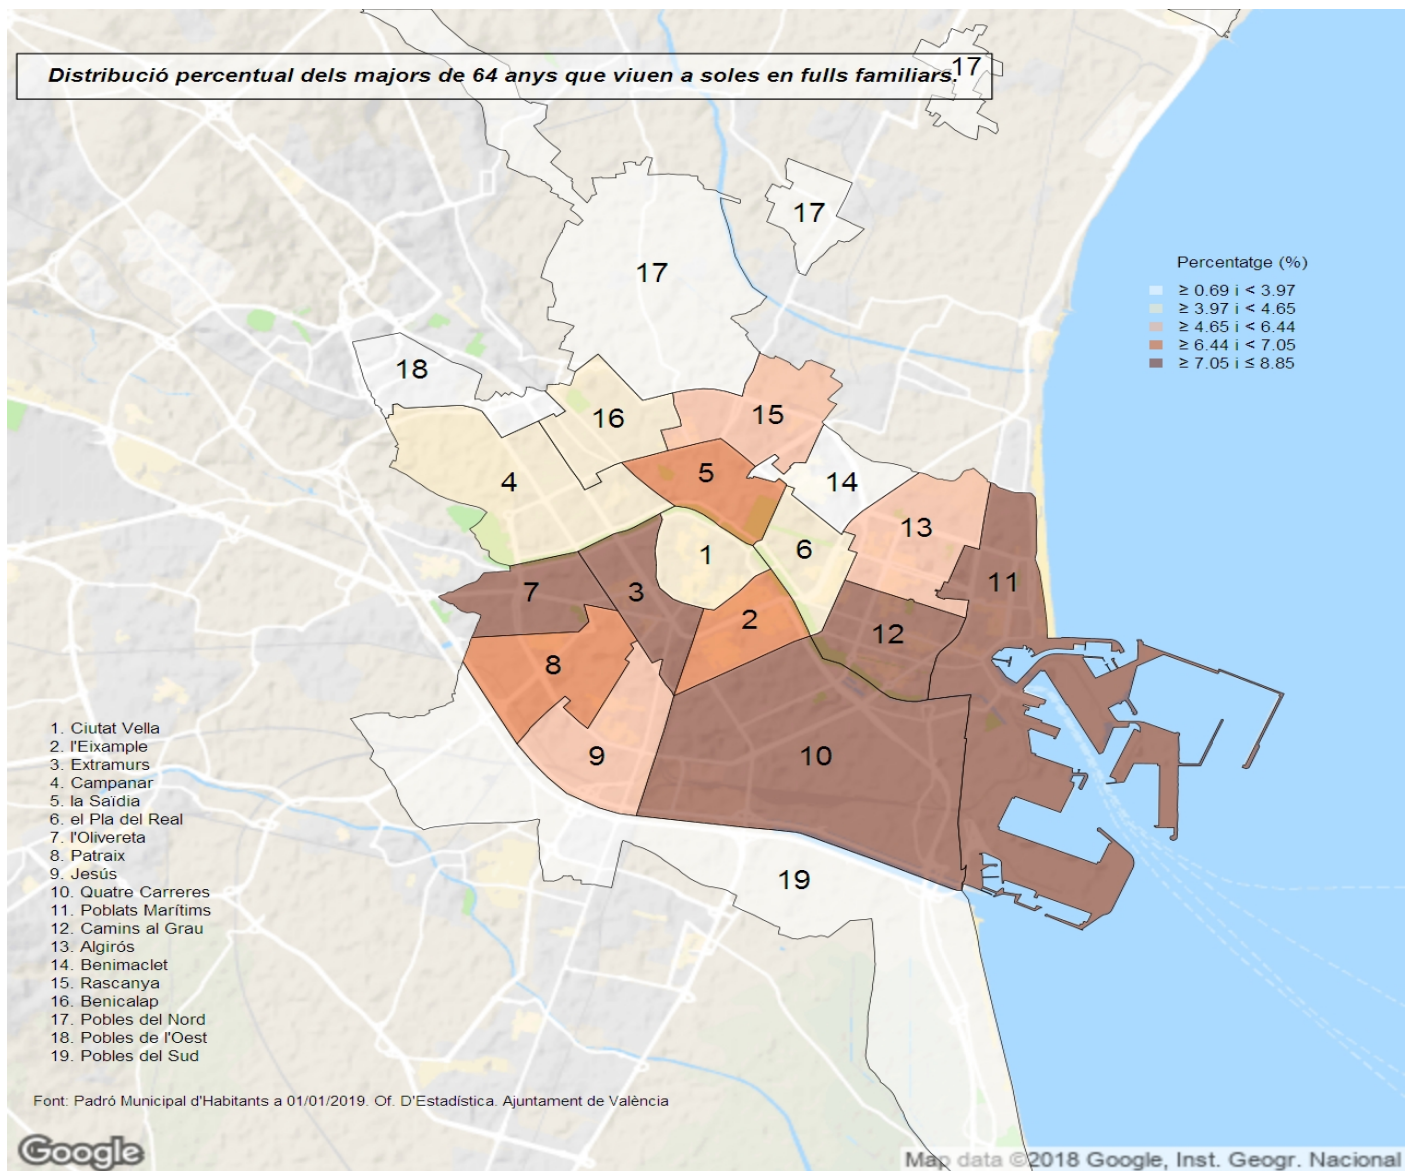 Distribució percentual dels majors de 64 anys que viuen a soles en fulls familiars.
17
17
17
Percentatge (%)
≥ 0.69 i < 3.97
≥ 3.97 i < 4.65
≥ 4.65 i < 6.44
≥ 6.44 i < 7.05
≥ 7.05 i ≤ 8.85
18
16
15
4
5
14
13
1
6
7
3
11
2
12
8
9
10
19
1. Ciutat Vella
2. l'Eixample
3. Extramurs
4. Campanar
5. la Saïdia
6. el Pla del Real
7. l'Olivereta
8. Patraix
9. Jesús
10. Quatre Carreres
11. Poblats Marítims
12. Camins al Grau
13. Algirós
14. Benimaclet
15. Rascanya
16. Benicalap
17. Pobles del Nord
18. Pobles de l'Oest
19. Pobles del Sud
Font: Padró Municipal d'Habitants a 01/01/2019. Of. D'Estadística. Ajuntament de València
Google
Map data ©2018 Google, Inst. Geogr. Nacional